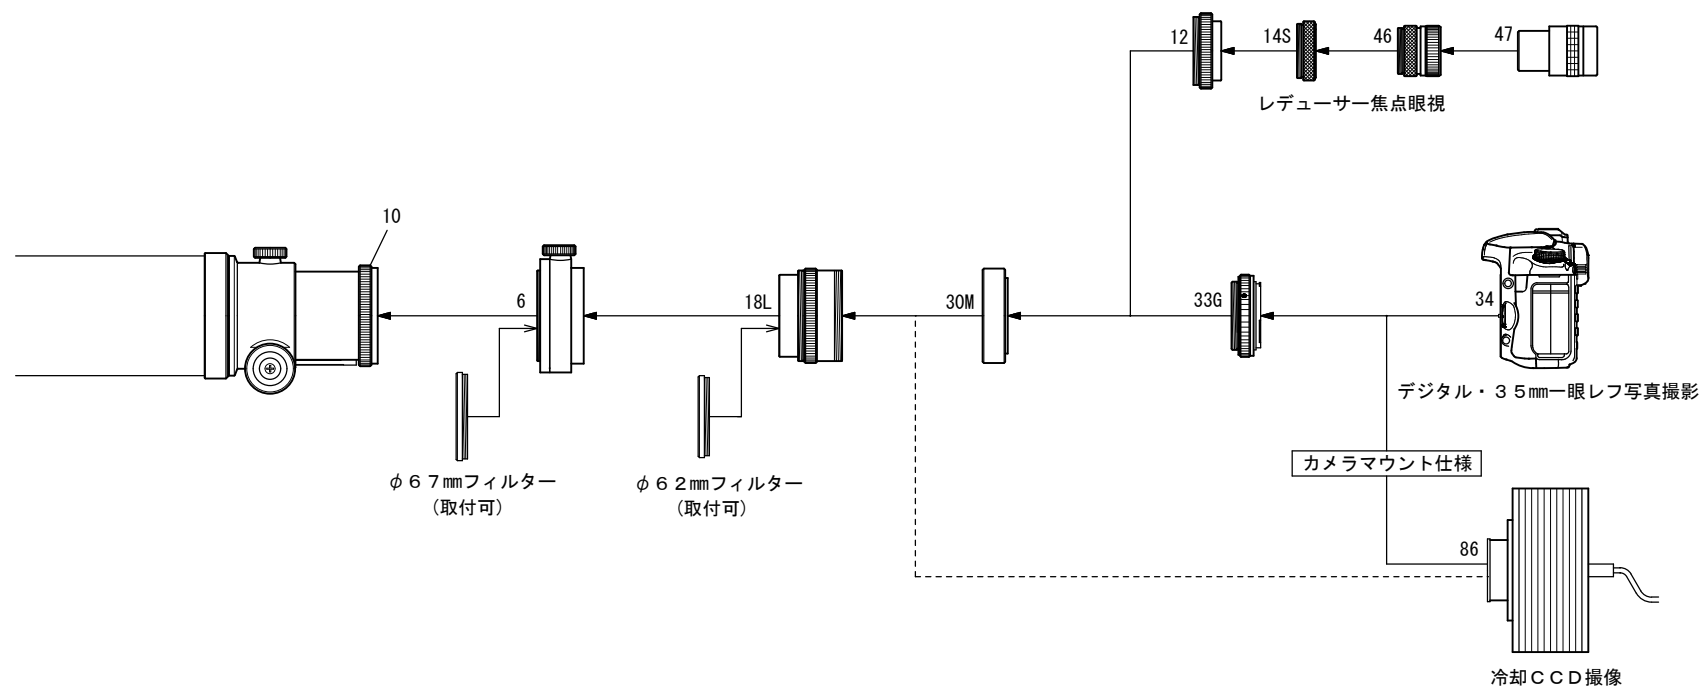 12
14S
46
47
レデューサー焦点眼視
10
6
18L
30M
33G
34
デジタル・３５㎜一眼レフ写真撮影
カメラマウント仕様
φ６７㎜フィルター
（取付可）
φ６２㎜フィルター
（取付可）
86
冷却ＣＣＤ撮像